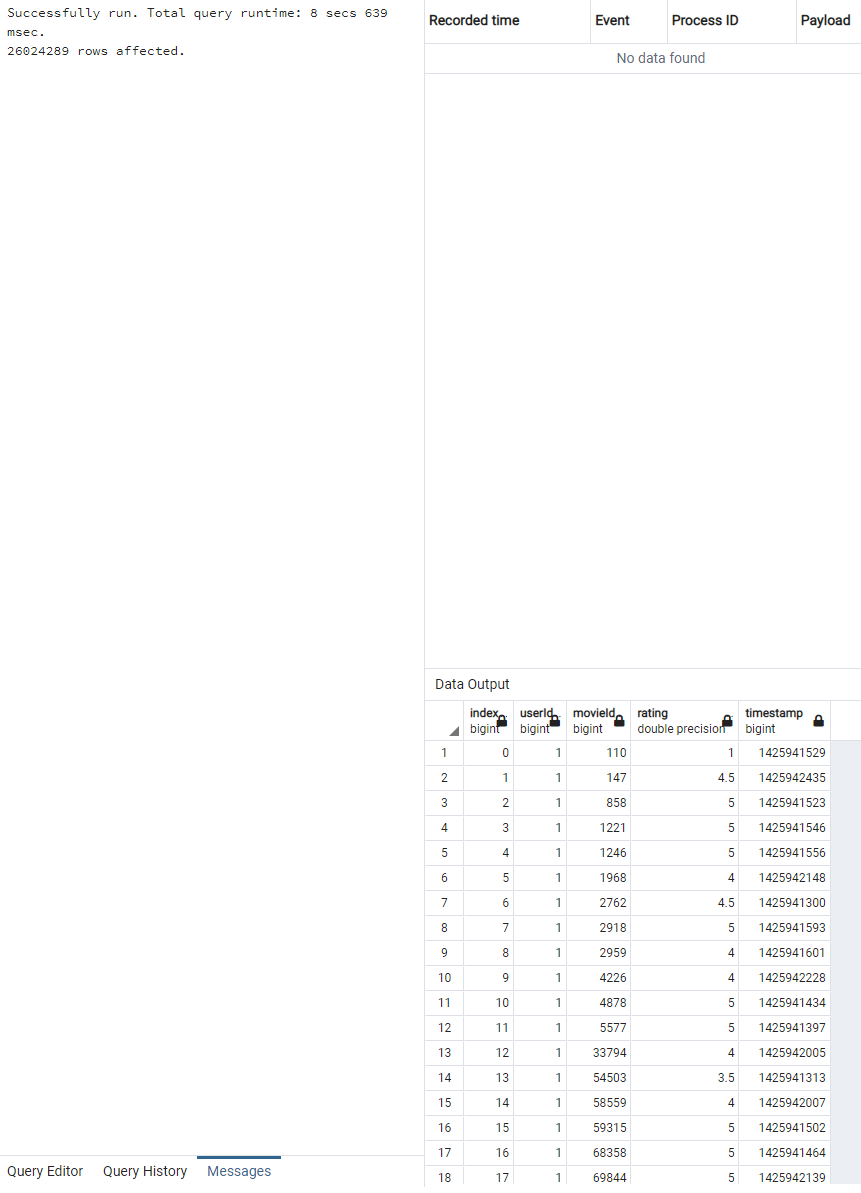 Successfully run. Total query runtime: 8 secs 639
msec.
26024289 rows affected.
Query Editor Query History Messages
Recorded time Event Process ID Payload
No data found
Data Output
index userId movieId rating timestamp
bigint bigint bigint double precision bigint
1 0 1 110 1 1425941529
2 1 1 147 4.5 1425942435
3 2 1 858 5 1425941523
4 3 1 1221 5 1425941546
5 4 1 1246 5 1425941556
6 5 1 1968 4 1425942148
7 6 1 2762 4.5 1425941300
8 7 1 2918 5 1425941593
9 8 1 2959 4 1425941601
10 9 1 4226 4 1425942228
11 10 1 4878 5 1425941434
12 11 1 5577 5 1425941397
13 12 1 33794 4 1425942005
14 13 1 54503 3.5 1425941313
15 14 1 58559 4 1425942007
16 15 1 59315 5 1425941502
17 16 1 68358 5 1425941464
18 17 1 69844 5 1425942139